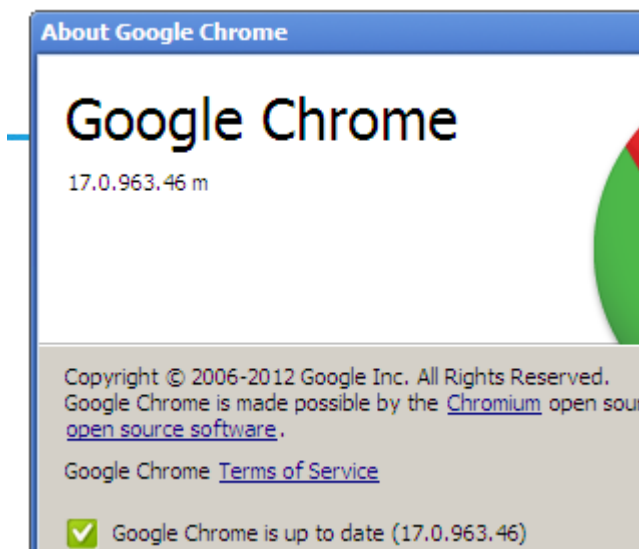 About Google Chrome
Google Chrome
17.0.963.46 m
Copyright © 2006-2012 Google Inc. All Rights Reserved.
Google Chrome is made possible by the Chromium open
open source software.
Google Chrome Terms of Service
Google Chrome is up to date (17.0.963.46)